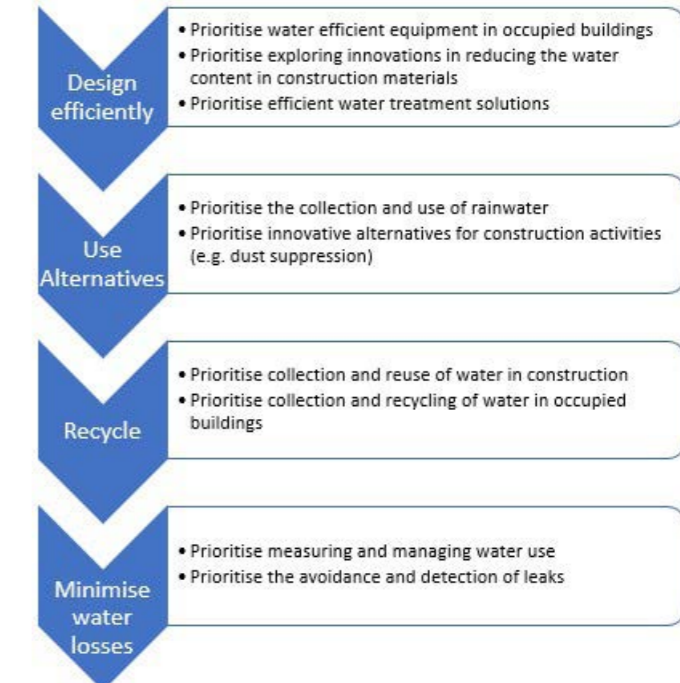 Design
efficiently
• Prioritise water efficient equipment in occupied buildings
• Prioritise exploring innovations in reducing the water
content in construction materials
• Prioritise efficient water treatment solutions
Use
Alternatives
• Prioritise the collection and use of rainwater
• Prioritise innovative alternatives for construction activities
(e.g. dust suppression)
Recycle
• Prioritise collection and reuse of water in construction
• Prioritise collection and recycling of water in occupied
buildings
Minimise
water
losses
• Prioritise measuring and managing water use
• Prioritise the avoidance and detection of leaks